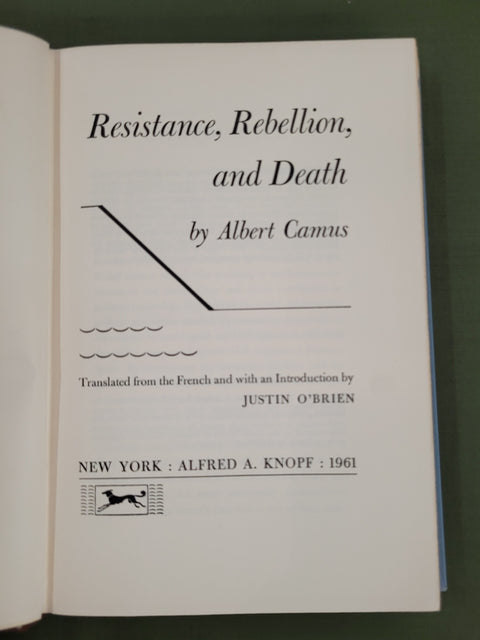 Resistance, Rebellion,
and Death
by Albert Camus
Translated from the French and with an Introduction by
JUSTIN O'BRIEN
NEW YORK : ALFRED A. KNOPF : 1961